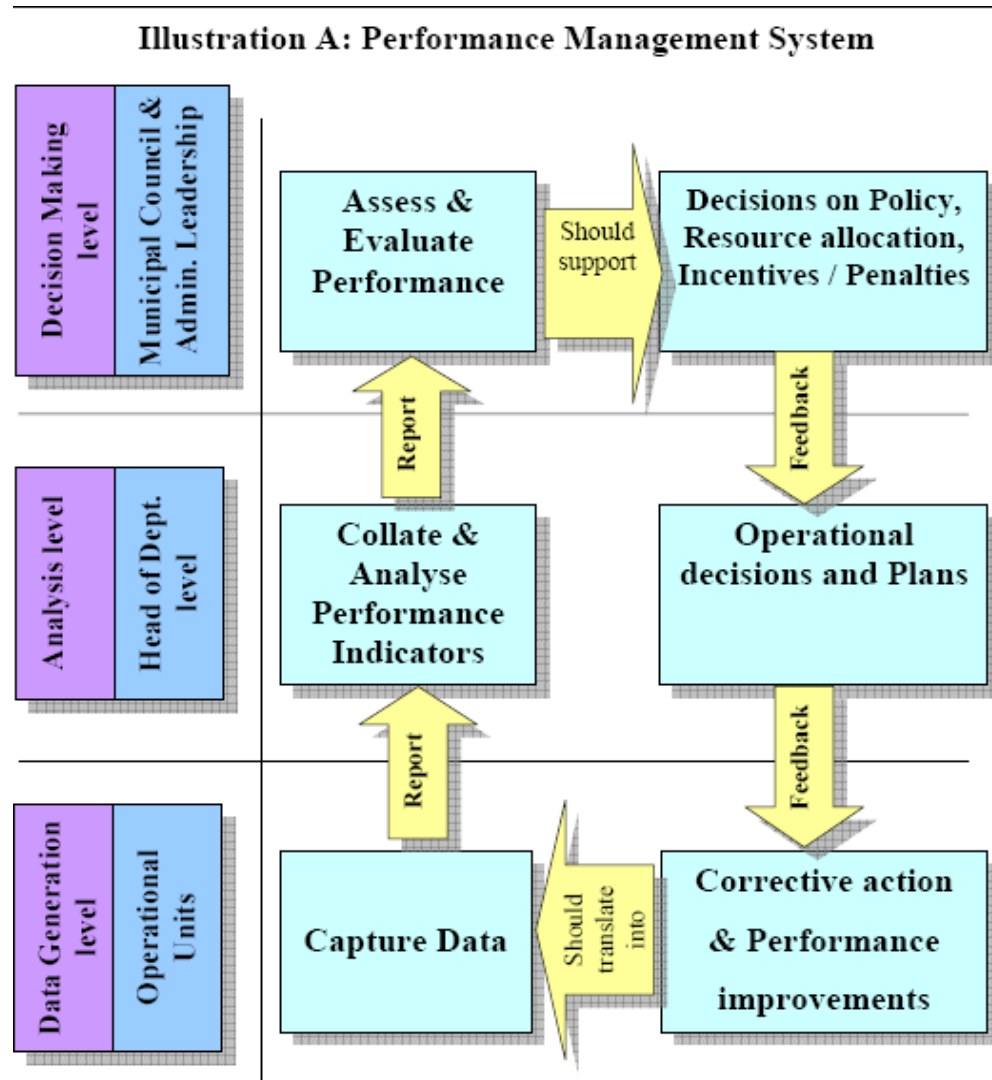 Illustration A: Performance Management System
Decision Making
level
Municipal Council &
Admin. Leadership
Assess &
Evaluate
Performance
Should
support
Decisions on Policy,
Resource allocation,
Incentives / Penalties
Report
Feedback
Analysis level
Head of Dept.
level
Collate &
Analyse
Performance
Indicators
Operational
decisions and Plans
Report
Feedback
Data Generation
level
Operational
Units
Capture Data
Should
translate
into
Corrective action
& Performance
improvements